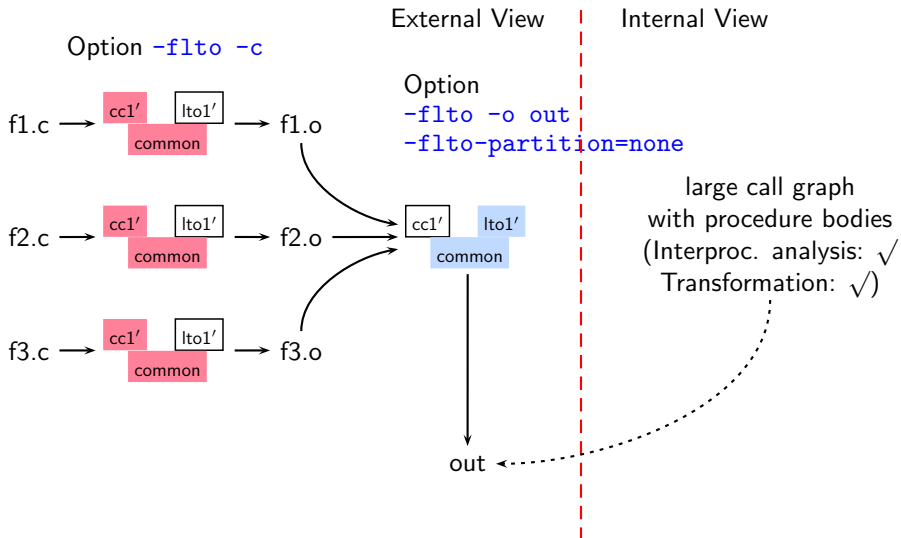 External View
Internal View
Option -flto -c
Option
-flto -o out
-flto-partition=none
f1.c
cc1′
lto1′
common
f1.o
large call graph
with procedure bodies
(Interproc. analysis: √
Transformation: √)
f2.c
cc1′
lto1′
common
f2.o
cc1′
lto1′
common
f3.c
cc1′
lto1′
common
f3.o
out